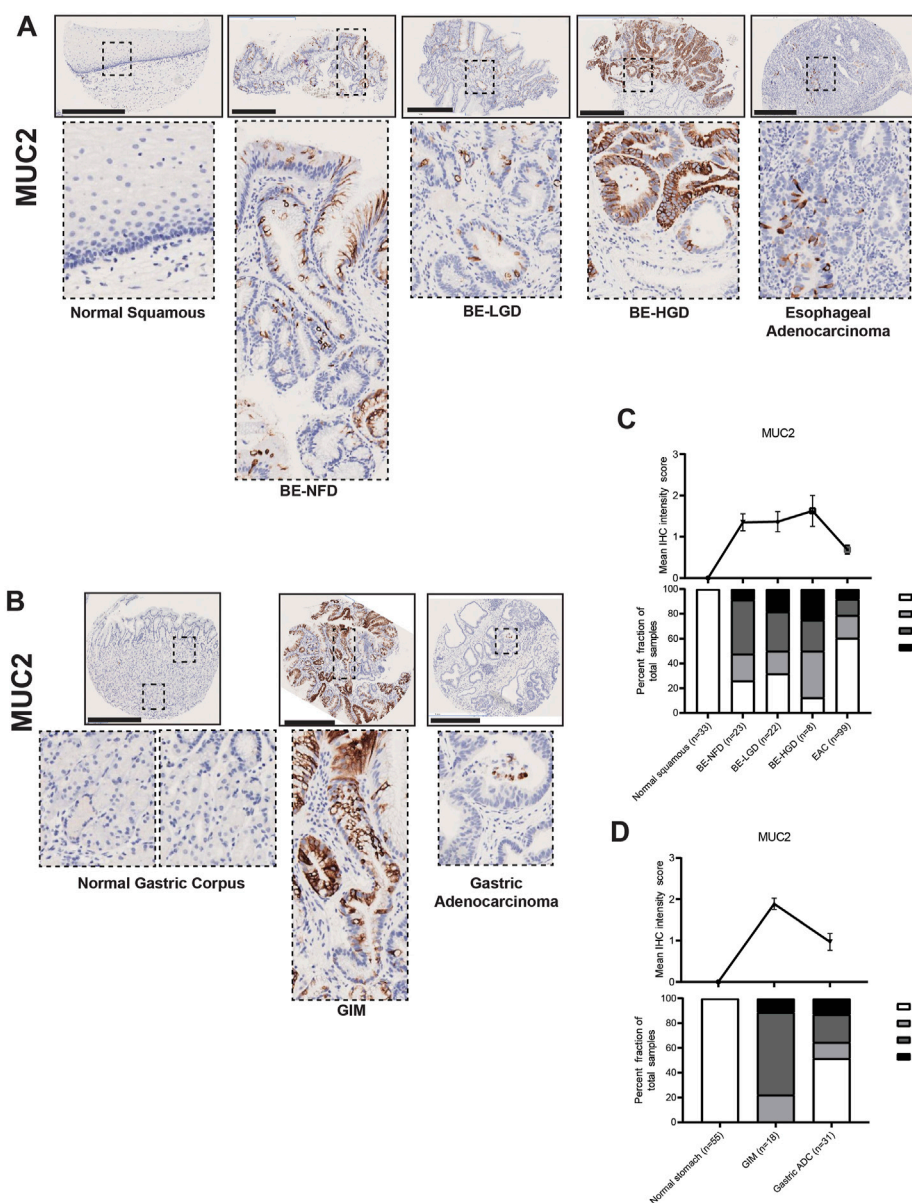 A
MUC2
Normal Squamous
BE-NFD
BE-LGD
BE-HGD
Esophageal
Adenocarcinoma
B
MUC2
Normal Gastric Corpus
GIM
Gastric
Adenocarcinoma
C
MUC2
Mean IHC intensity score
3
2
1
0
Percent fraction of
total samples
100
80
60
40
20
0
Normal squamous (n=33)
BE-NFD (n=23)
BE-LGD (n=22)
BE-HGD (n=8)
EAC (n=99)
D
MUC2
Mean IHC intensity score
3
2
1
0
Percent fraction of
total samples
100
80
60
40
20
0
Normal stomach (n=55)
GIM (n=18)
Gastric ADC (n=31)